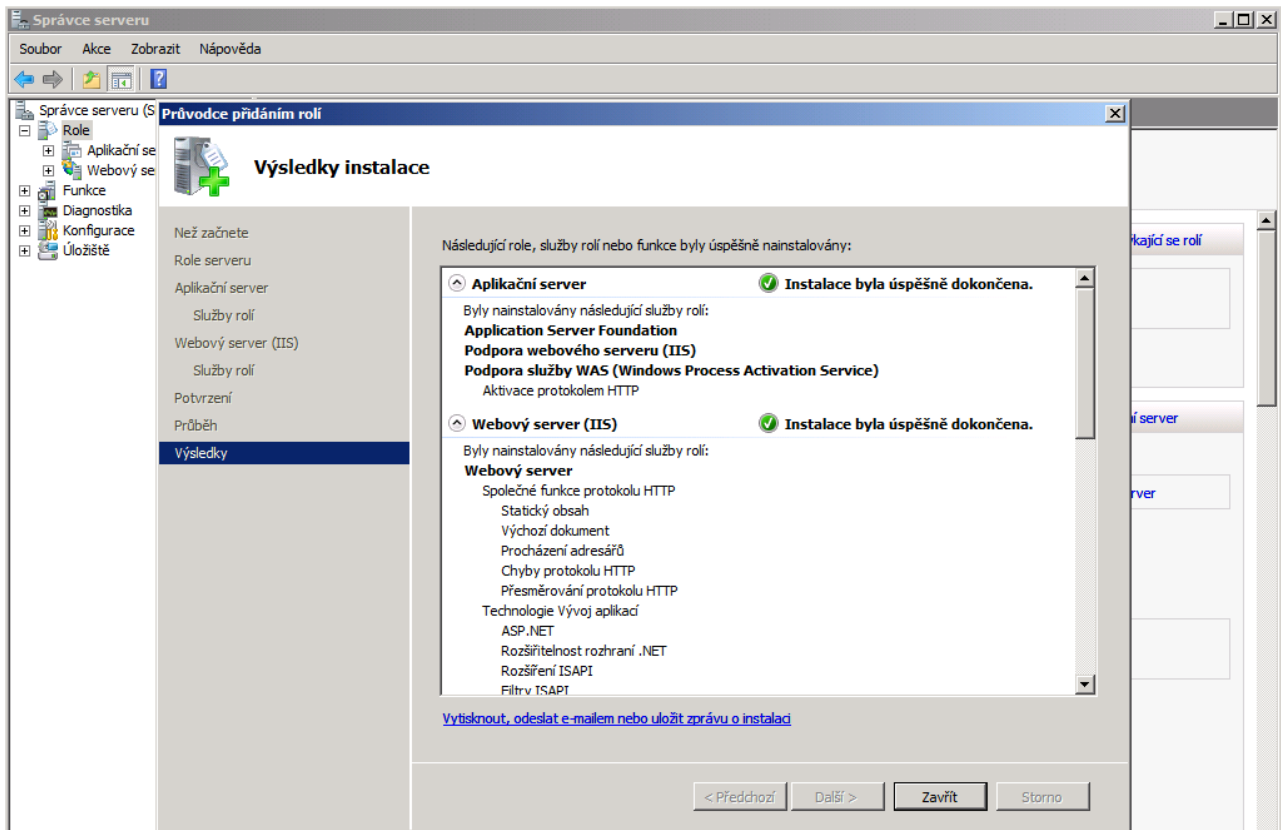 Správce serveru
Soubor Akce Zobrazit Nápověda
Správce serveru (S
Role
Aplikační se
Webový se
Funkce
Diagnostika
Konfigurace
Úložiště
Průvodce přidáním rolí
Výsledky instalace
Než začnete
Role serveru
Aplikační server
Služby rolí
Webový server (IIS)
Služby rolí
Potvrzení
Průběh
Výsledky
Následující role, služby rolí nebo funkce byly úspěšně nainstalovány:
Aplikační server Instalace byla úspěšně dokončena.
Byly nainstalovány následující služby rolí:
Application Server Foundation
Podpora webového serveru (IIS)
Podpora služby WAS (Windows Process Activation Service)
Aktivace protokolem HTTP
Webový server (IIS) Instalace byla úspěšně dokončena.
Byly nainstalovány následující služby rolí:
Webový server
Společné funkce protokolu HTTP
Statický obsah
Výchozí dokument
Procházení adresářů
Chyby protokolu HTTP
Přesměrování protokolu HTTP
Technologie Vývoj aplikací
ASP.NET
Rozšiřitelnost rozhraní .NET
Rozšíření ISAPI
Filtry ISAPI
Vytisknout, odeslat e-mailem nebo uložit zprávu o instalaci
< Předchozí Další > Zavřít Storno
ýkající se rolí
í server
rver